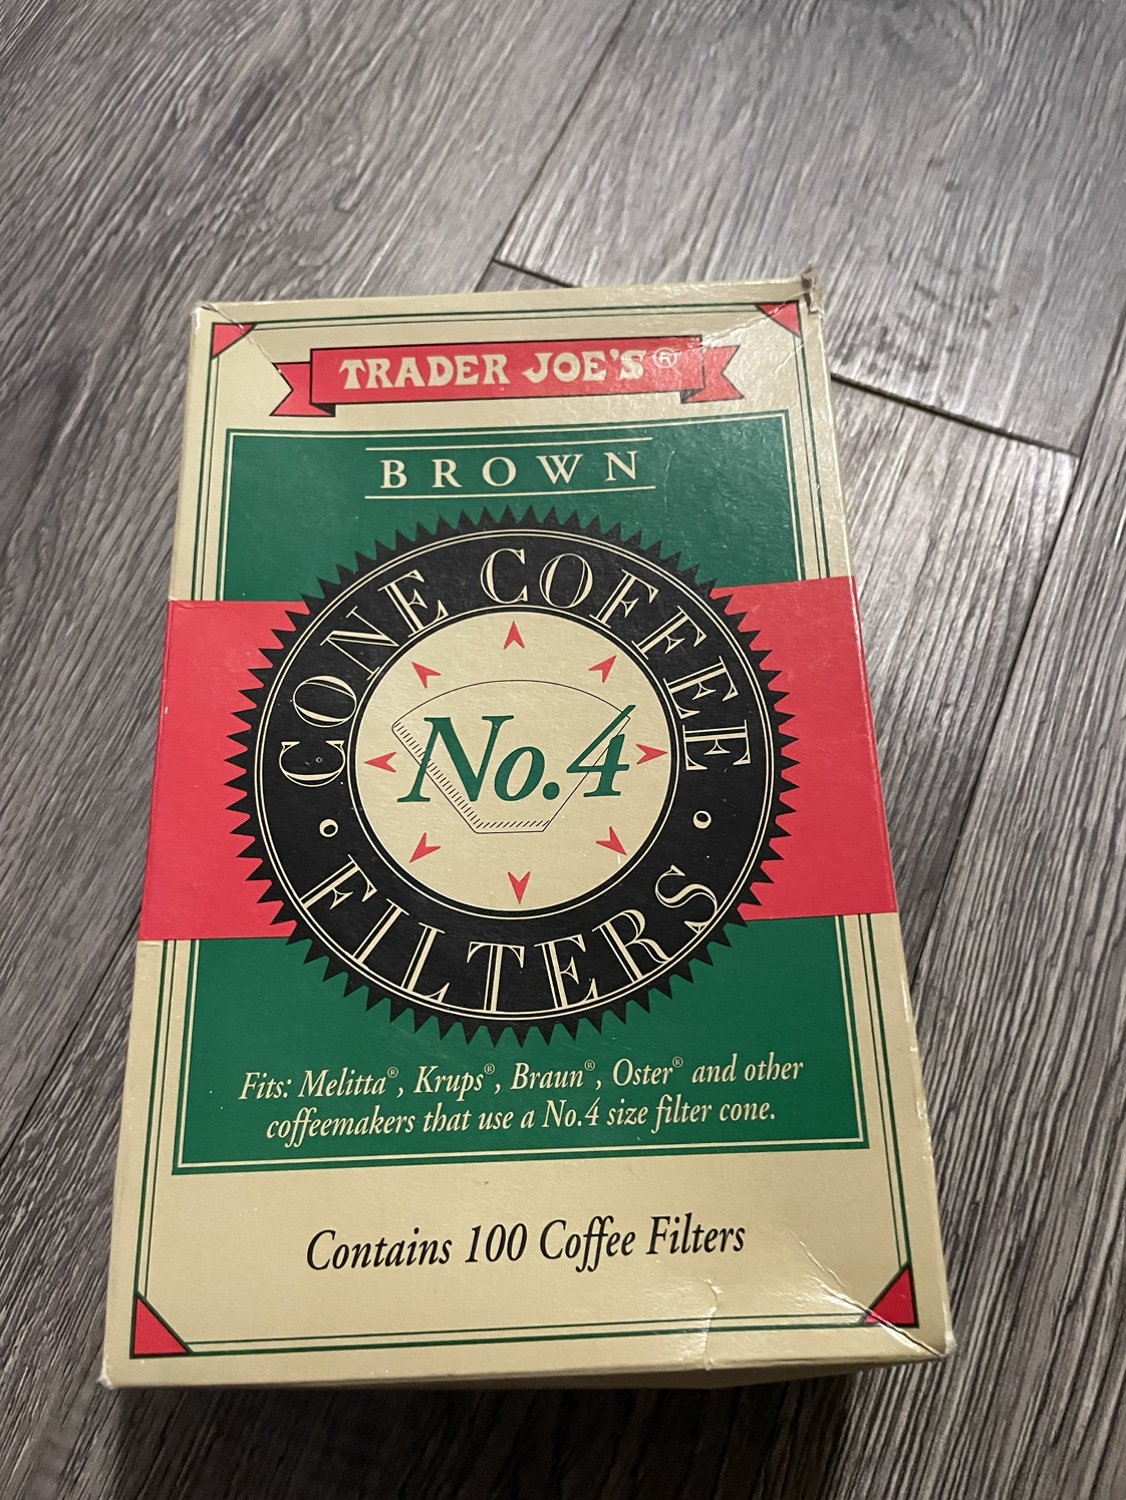 TRADER JOE'S®
BROWN
CONE COFFEE
No.4
FILTERS
Fits: Melitta®, Krups®, Braun®, Oster® and other
coffeemakers that use a No.4 size filter cone.
Contains 100 Coffee Filters